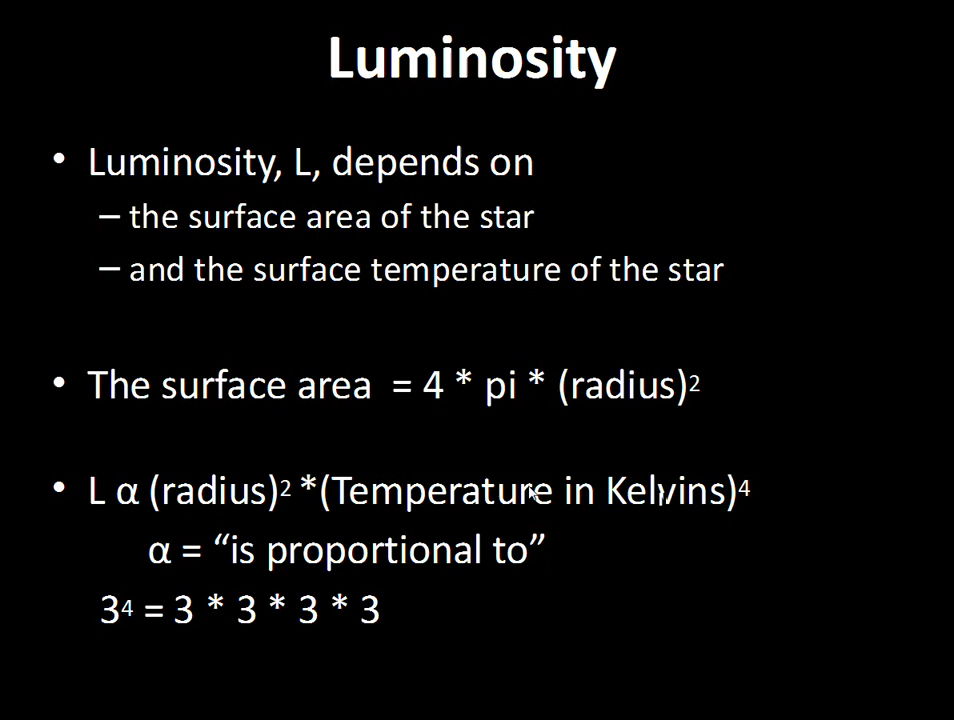 Luminosity
• Luminosity, L, depends on
– the surface area of the star
– and the surface temperature of the star
• The surface area = 4 * pi * (radius)²
• L α (radius)² *(Temperature in Kelvins)⁴
α = “is proportional to”
3⁴ = 3 * 3 * 3 * 3